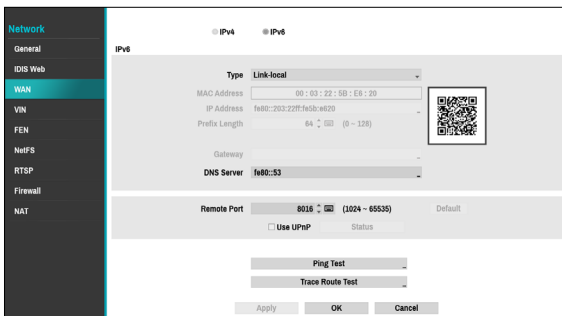 Network
General
IDIS Web
WAN
VIN
FEN
NetFS
RTSP
Firewall
NAT
IPv4 IPv6
IPv6
Type Link-local
MAC Address 00 : 03 : 22 : 5B : E6 : 20
IP Address fe80::203:22ff:fe5b:e620
Prefix Length 64 (0 ~ 128)
Gateway
DNS Server fe80::53
Remote Port 8016 (1024 ~ 65535) Default
Use UPnP Status
Ping Test
Trace Route Test
Apply OK Cancel